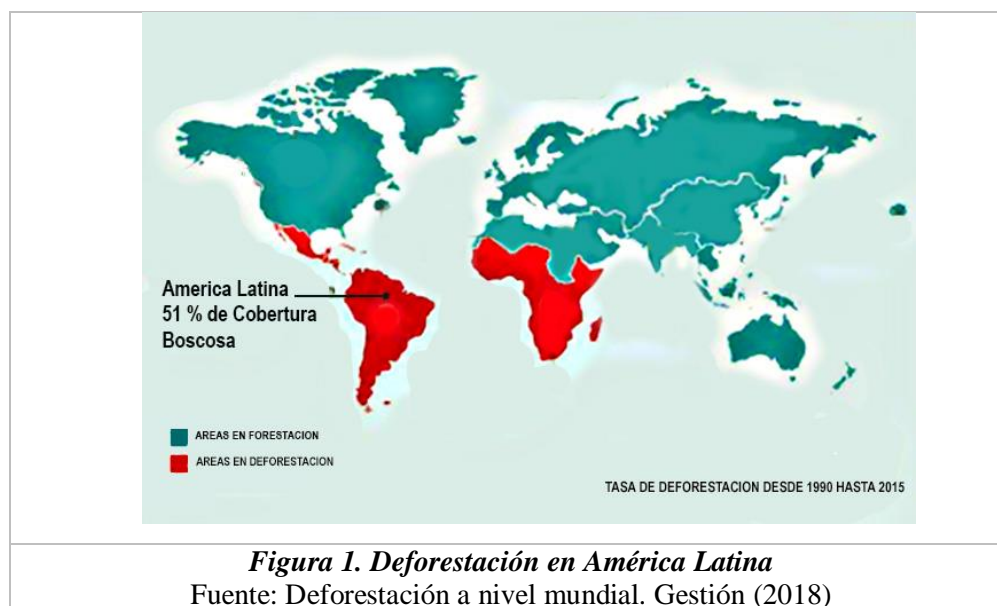 America Latina
51 % de Cobertura
Boscosa
AREAS EN FORESTACION
AREAS EN DEFORESTACION
TASA DE DEFORESTACION DESDE 1990 HASTA 2015
Figura 1. Deforestación en América Latina
Fuente: Deforestación a nivel mundial. Gestión (2018)